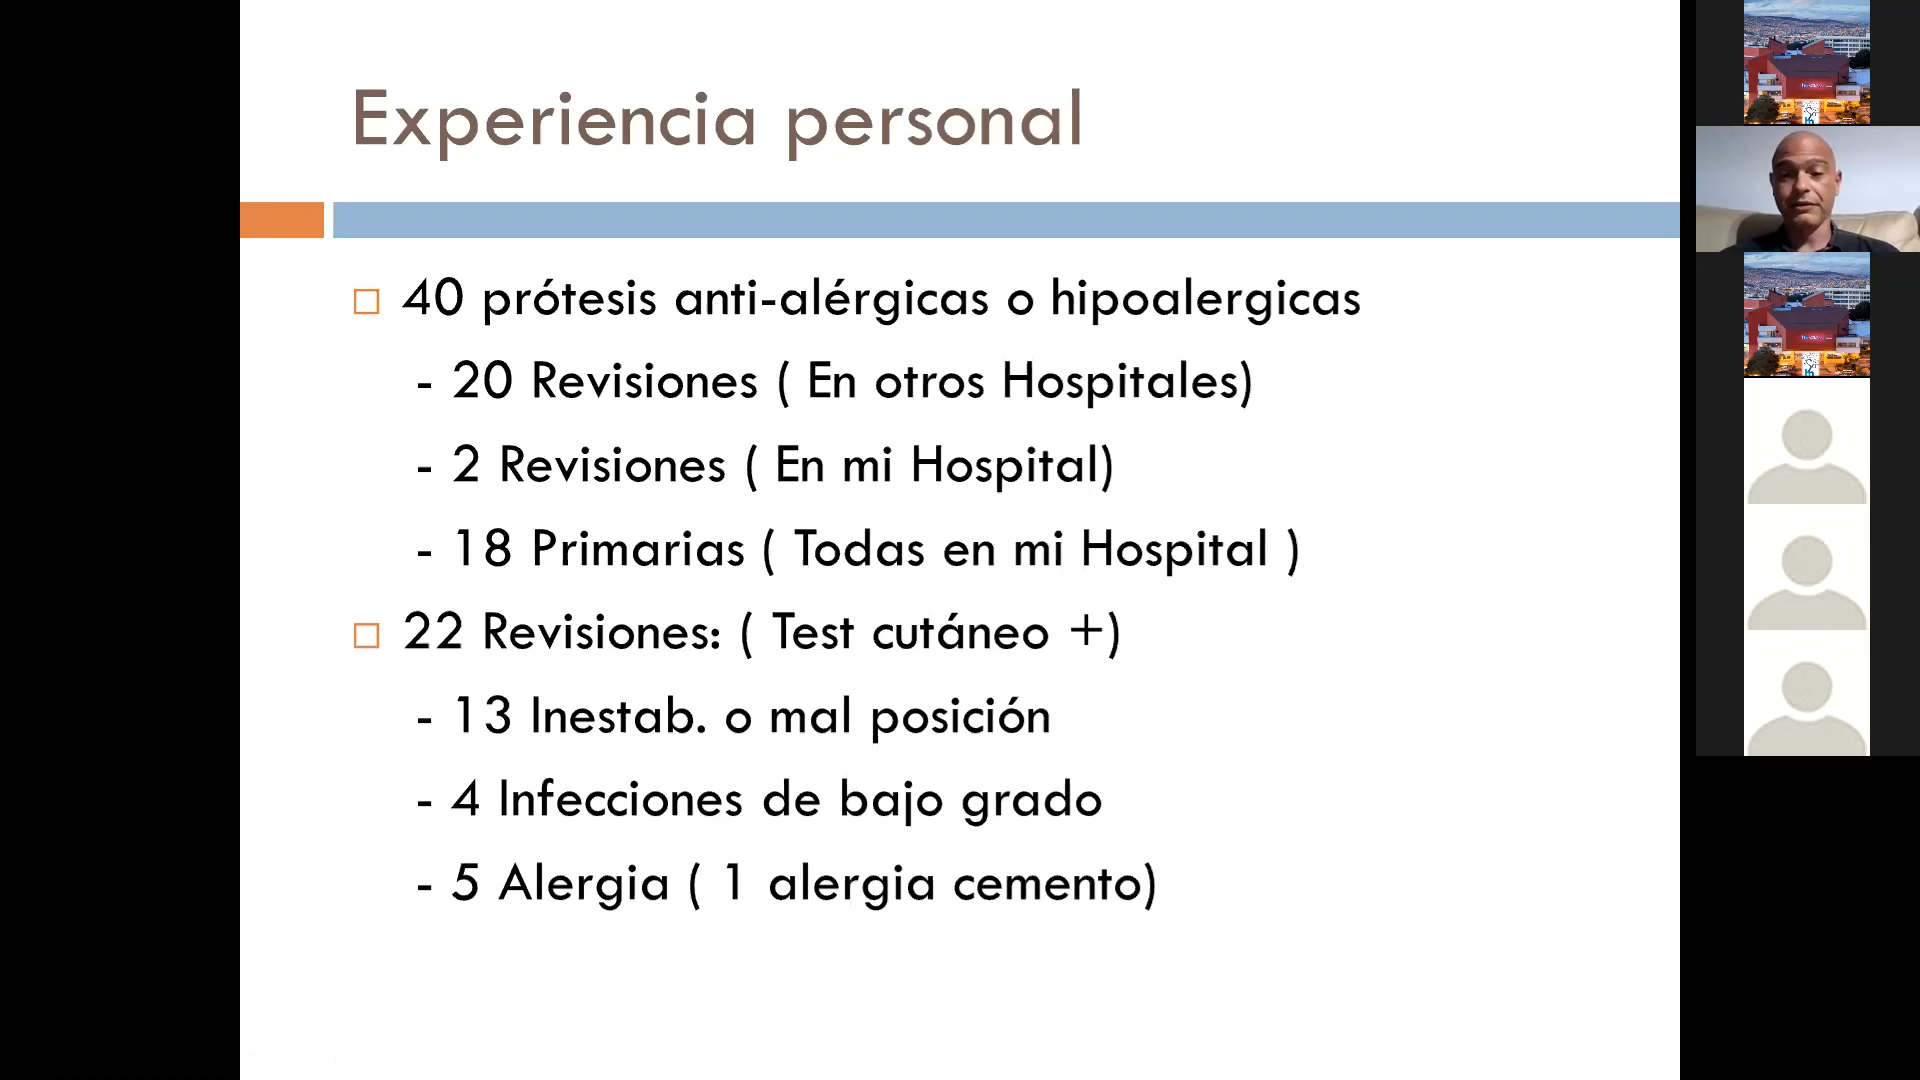 Experiencia personal
40 prótesis anti-alérgicas o hipoalergicas
- 20 Revisiones ( En otros Hospitales)
- 2 Revisiones ( En mi Hospital)
- 18 Primarias ( Todas en mi Hospital )
22 Revisiones: ( Test cutáneo +)
- 13 Inestab. o mal posición
- 4 Infecciones de bajo grado
- 5 Alergia ( 1 alergia cemento)